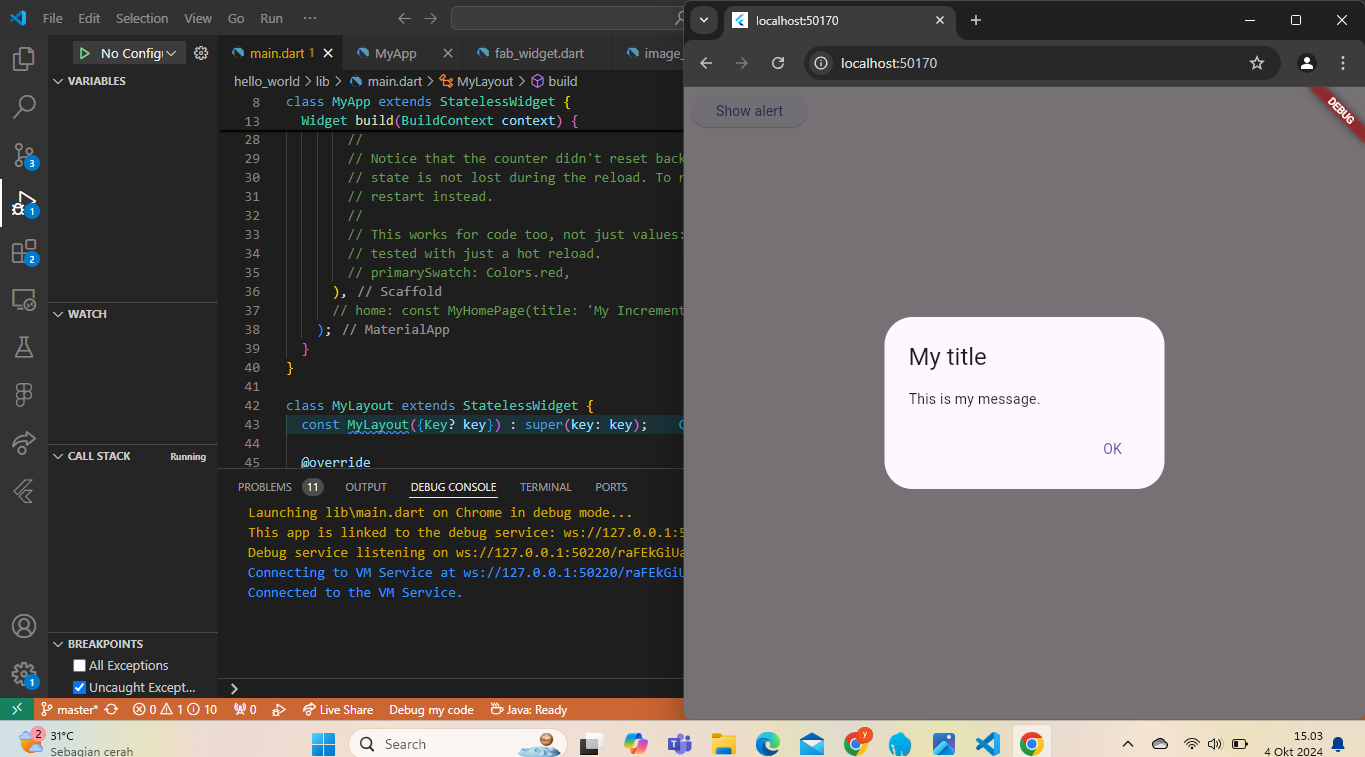 File Edit Selection View Go Run ···
No Config
VARIABLES
WATCH
CALL STACK Running
BREAKPOINTS
All Exceptions
Uncaught Except...
3
1
2
1
main.dart 1
MyApp
fab_widget.dart
image_
hello_world > lib > main.dart > MyLayout > build
8 class MyApp extends StatelessWidget {
13 Widget build(BuildContext context) {
28 //
29 // Notice that the counter didn't reset back
30 // state is not lost during the reload. To r
31 // restart instead.
32 //
33 // This works for code too, not just values:
34 // tested with just a hot reload.
35 // primarySwatch: Colors.red,
36 ), // Scaffold
37 // home: const MyHomePage(title: 'My Increment
38 ); // MaterialApp
39 }
40 }
41
42 class MyLayout extends StatelessWidget {
43 const MyLayout({Key? key}) : super(key: key);
44
45 @override
PROBLEMS 11 OUTPUT DEBUG CONSOLE TERMINAL PORTS
Launching lib\main.dart on Chrome in debug mode...
This app is linked to the debug service: ws://127.0.0.1:5
Debug service listening on ws://127.0.0.1:50220/raFEkGiUa
Connecting to VM Service at ws://127.0.0.1:50220/raFEkGiU
Connected to the VM Service.
master* 0 1 10 0 Live Share Debug my code Java: Ready
localhost:50170
localhost:50170
Show alert
DEBUG
My title
This is my message.
OK
2
31°C
Sebagian cerah
Search
y
15.03
4 Okt 2024